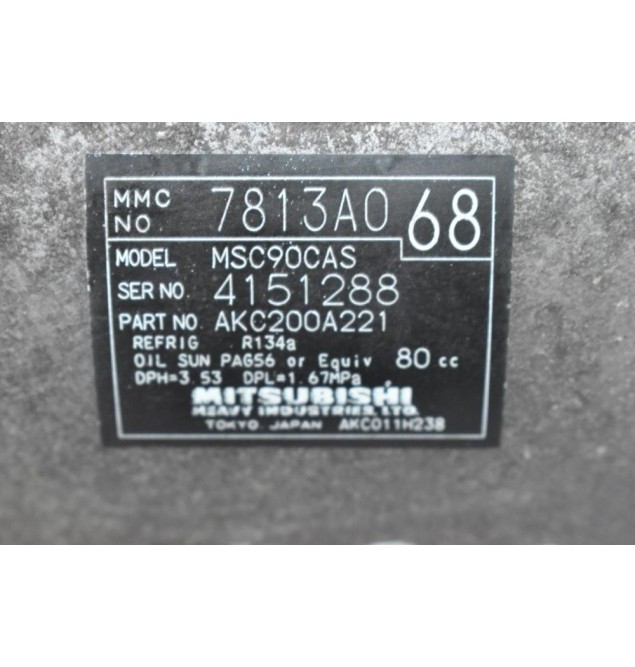 MMC NO 7813A0 68
MODEL MSC90CAS
SER NO. 4151288
PART NO. AKC200A221
REFRIG R134a
OIL SUN PAG56 or Equiv 80 cc
DPH=3.53 DPL=1.67MPa
MITSUBISHI
HEAVY INDUSTRIES, LTD.
TOKYO JAPAN AKC011H238